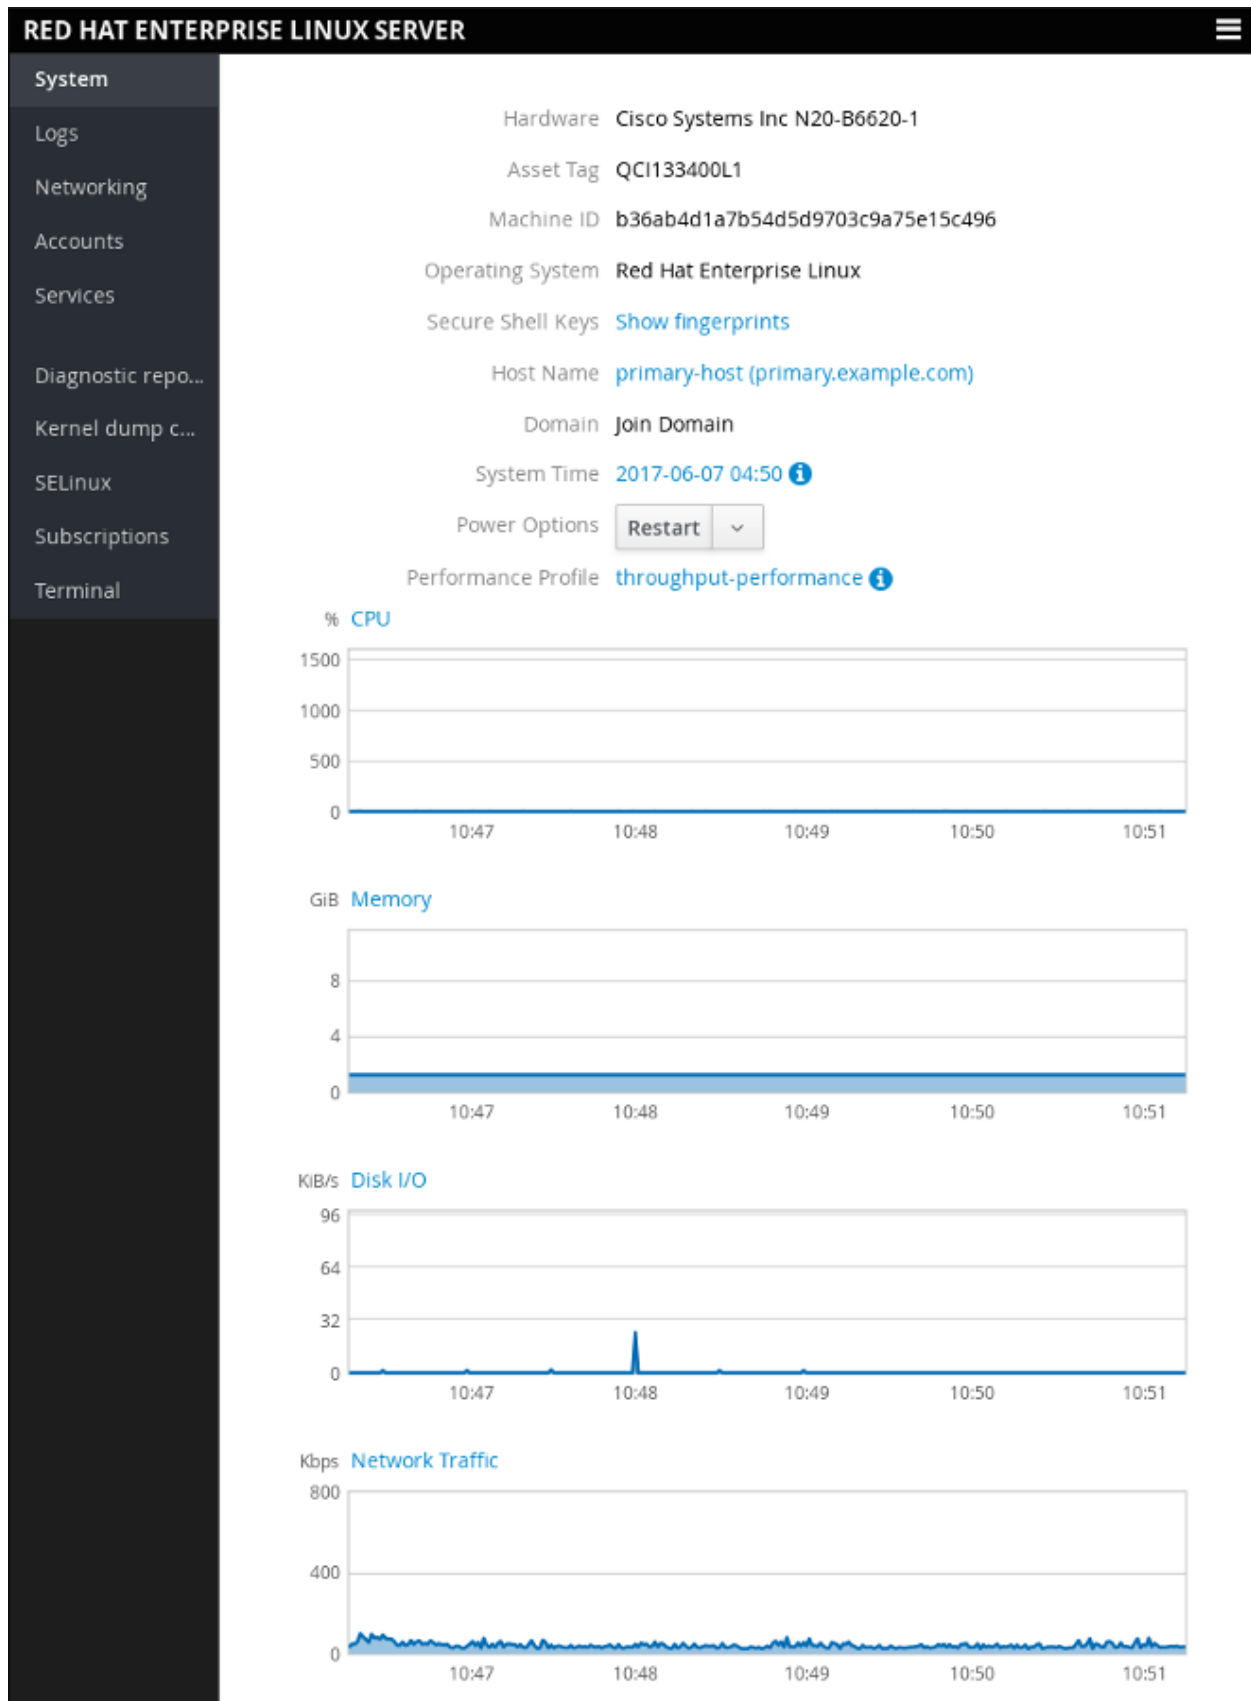 RED HAT ENTERPRISE LINUX SERVER
System
Logs
Networking
Accounts
Services
Diagnostic repo...
Kernel dump c...
SELinux
Subscriptions
Terminal
Hardware Cisco Systems Inc N20-B6620-1
Asset Tag QCI133400L1
Machine ID b36ab4d1a7b54d5d9703c9a75e15c496
Operating System Red Hat Enterprise Linux
Secure Shell Keys Show fingerprints
Host Name primary-host (primary.example.com)
Domain Join Domain
System Time 2017-06-07 04:50
Power Options Restart
Performance Profile throughput-performance
% CPU
1500
1000
500
0
10:47 10:48 10:49 10:50 10:51
GiB Memory
8
4
0
10:47 10:48 10:49 10:50 10:51
KiB/s Disk I/O
96
64
32
0
10:47 10:48 10:49 10:50 10:51
Kbps Network Traffic
800
400
0
10:47 10:48 10:49 10:50 10:51